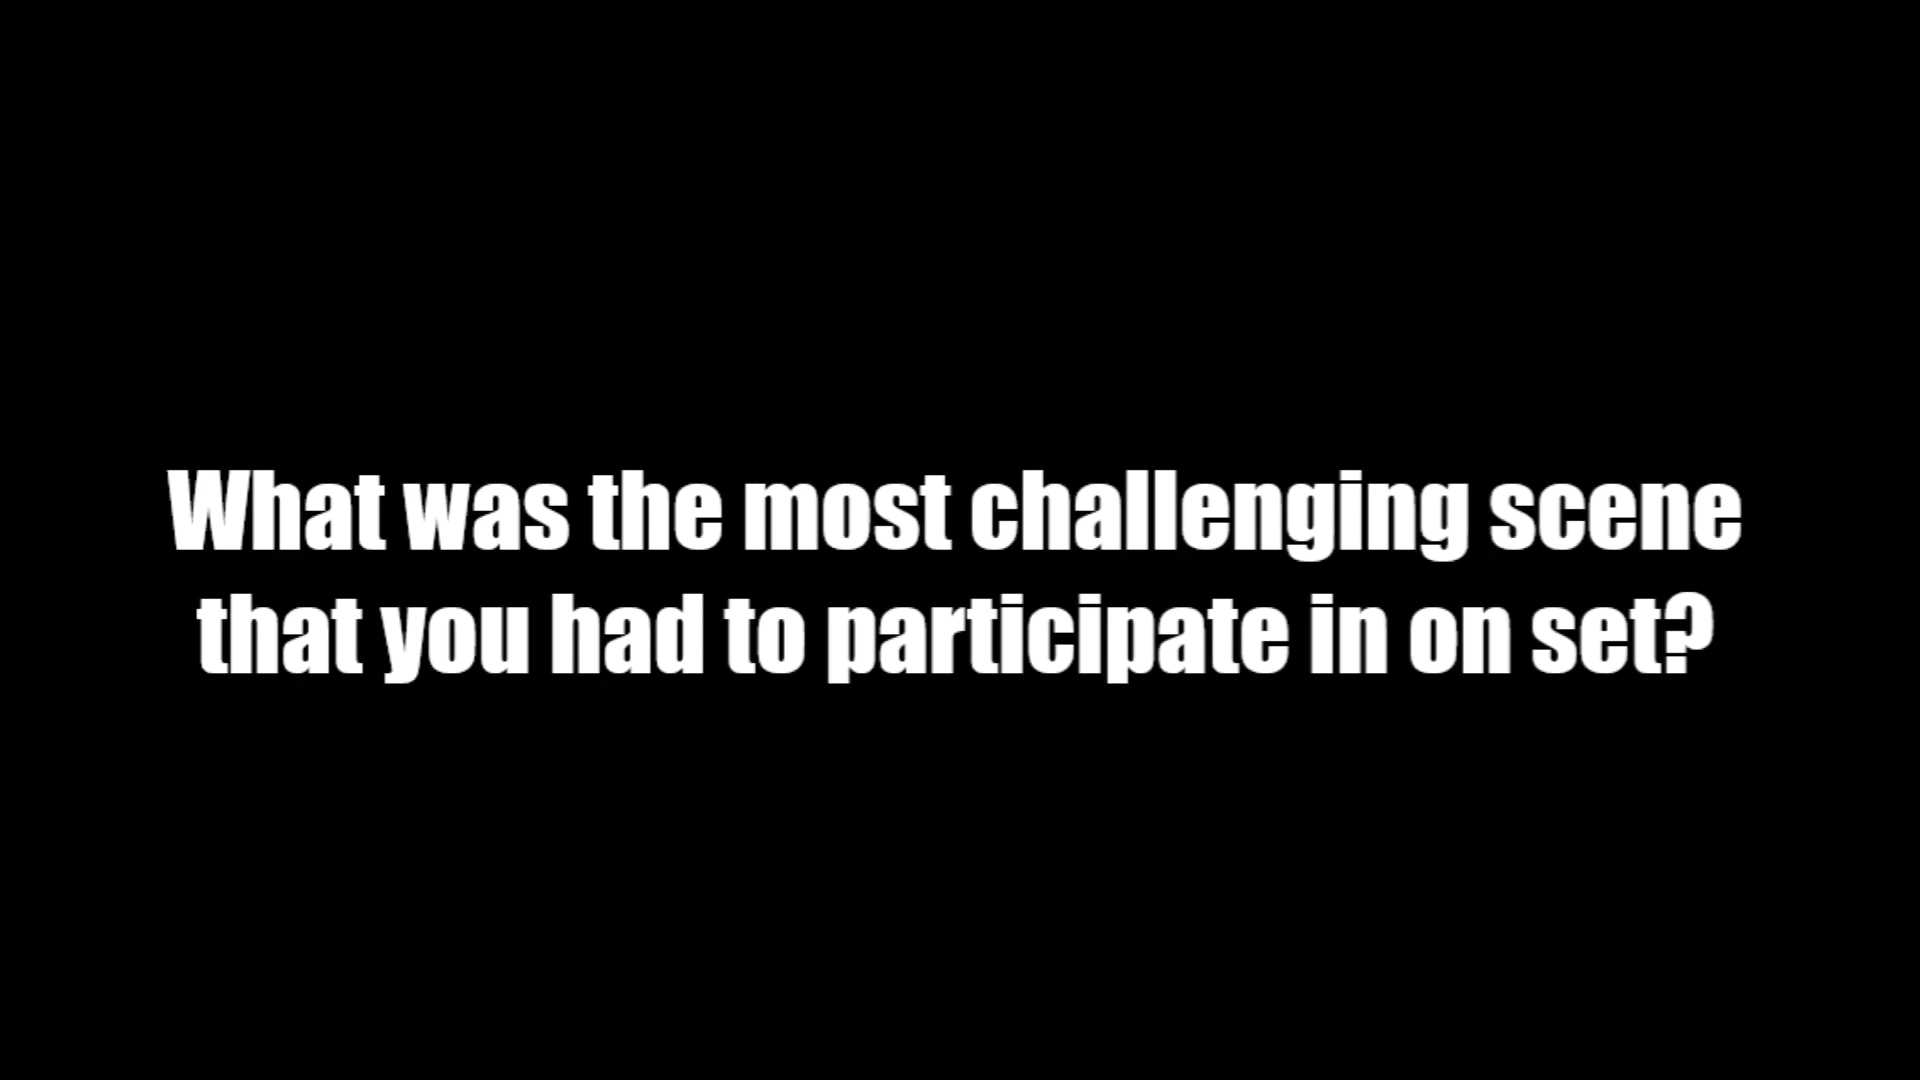 What was the most challenging scene
that you had to participate in on set?